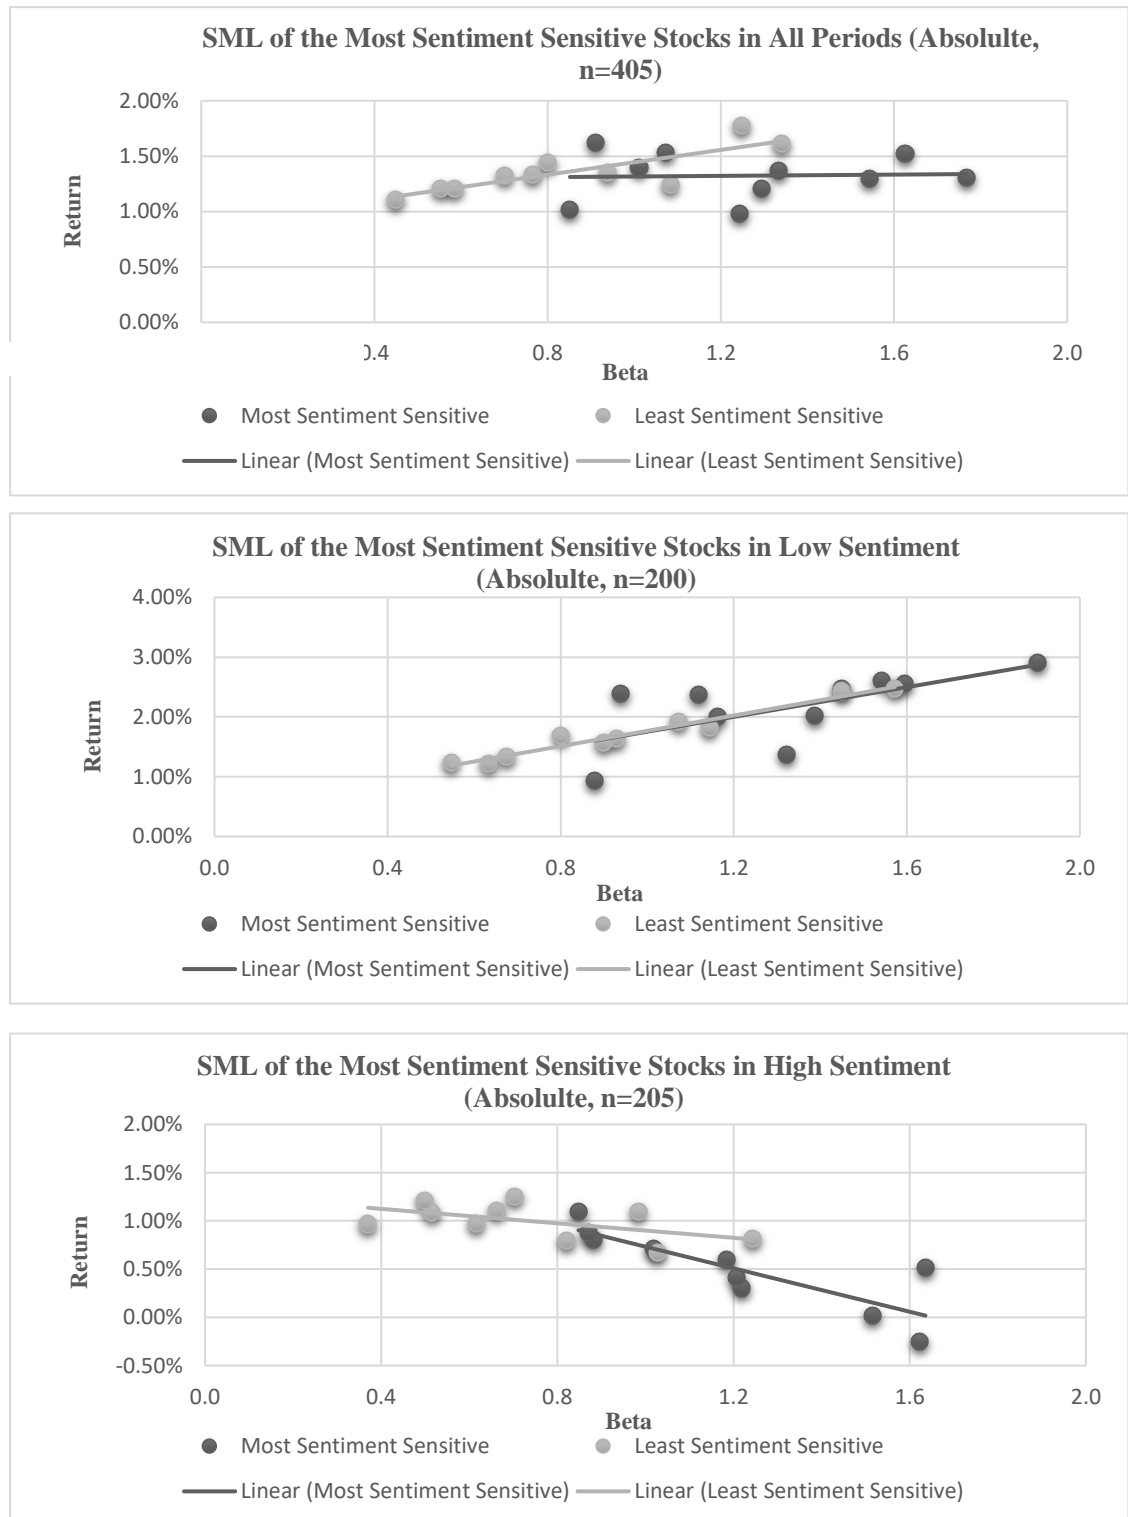 SML of the Most Sentiment Sensitive Stocks in All Periods (Absolulte,
n=405)
2.00%
1.50%
1.00%
0.50%
0.00%
Return
0.4 0.8 1.2 1.6 2.0
Beta
Most Sentiment Sensitive Least Sentiment Sensitive
Linear (Most Sentiment Sensitive) Linear (Least Sentiment Sensitive)
SML of the Most Sentiment Sensitive Stocks in Low Sentiment
(Absolulte, n=200)
4.00%
3.00%
2.00%
1.00%
0.00%
Return
0.0 0.4 0.8 1.2 1.6 2.0
Beta
Most Sentiment Sensitive Least Sentiment Sensitive
Linear (Most Sentiment Sensitive) Linear (Least Sentiment Sensitive)
SML of the Most Sentiment Sensitive Stocks in High Sentiment
(Absolulte, n=205)
2.00%
1.50%
1.00%
0.50%
0.00%
-0.50%
Return
0.0 0.4 0.8 1.2 1.6 2.0
Beta
Most Sentiment Sensitive Least Sentiment Sensitive
Linear (Most Sentiment Sensitive) Linear (Least Sentiment Sensitive)